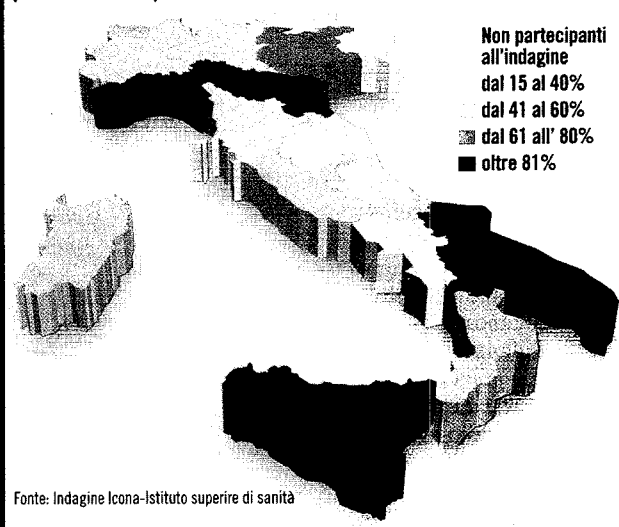 Non partecipanti
all'indagine
dal 15 al 40%
dal 41 al 60%
dal 61 all' 80%
oltre 81%
Fonte: Indagine Icona-Istituto superire di sanità